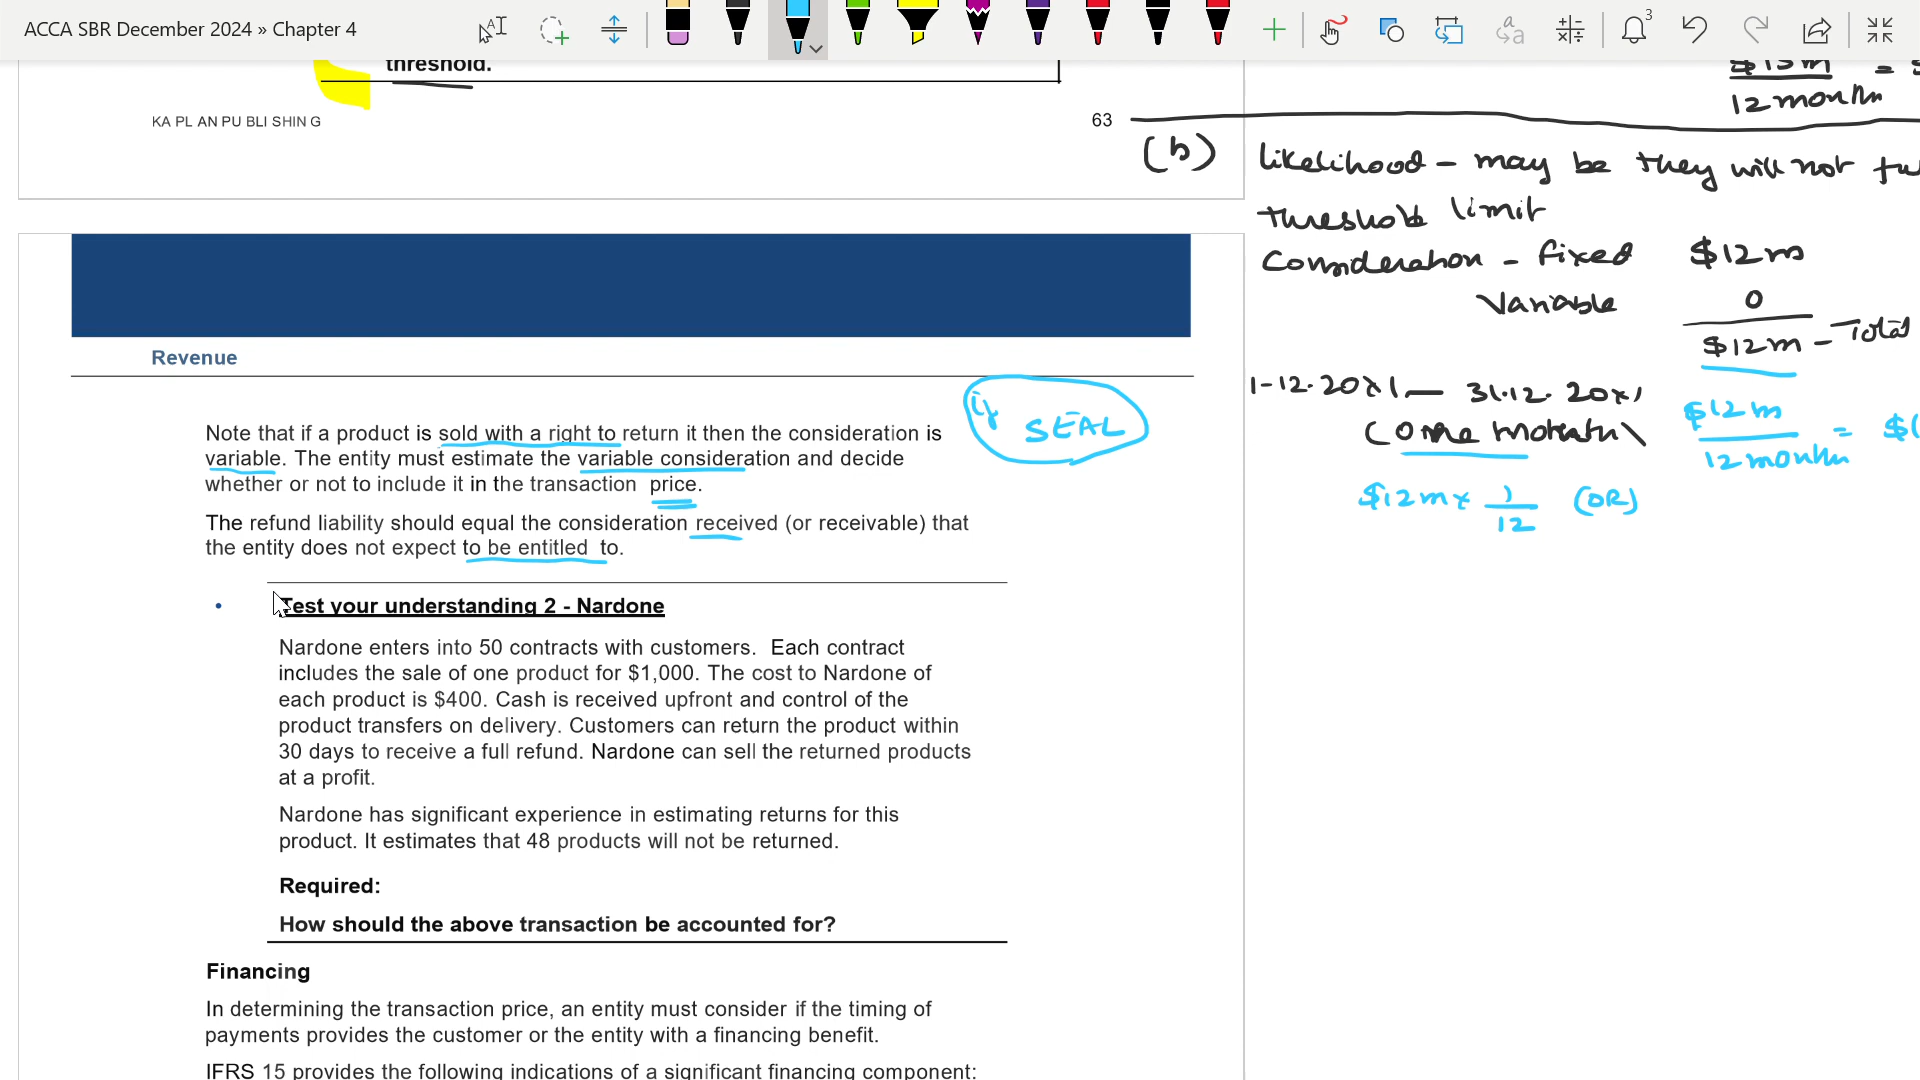 ACCA SBR December 2024 » Chapter 4
3
threshold.
KA PL AN PU BLI SHIN G
63
12 months
(b)
likelihood - may be they will not
threshold limit
Consideration - fixed $12m
Variable 0
$12m - Total
1-12.20x1 — 31.12.20x1
$12m
12 months
=
$12m x 1/12 (OR)
Revenue
SEAL
Note that if a product is sold with a right to return it then the consideration is
variable. The entity must estimate the variable consideration and decide
whether or not to include it in the transaction price.
The refund liability should equal the consideration received (or receivable) that
the entity does not expect to be entitled to.
• Test your understanding 2 - Nardone
Nardone enters into 50 contracts with customers. Each contract
includes the sale of one product for $1,000. The cost to Nardone of
each product is $400. Cash is received upfront and control of the
product transfers on delivery. Customers can return the product within
30 days to receive a full refund. Nardone can sell the returned products
at a profit.
Nardone has significant experience in estimating returns for this
product. It estimates that 48 products will not be returned.
Required:
How should the above transaction be accounted for?
Financing
In determining the transaction price, an entity must consider if the timing of
payments provides the customer or the entity with a financing benefit.
IFRS 15 provides the following indications of a significant financing component: